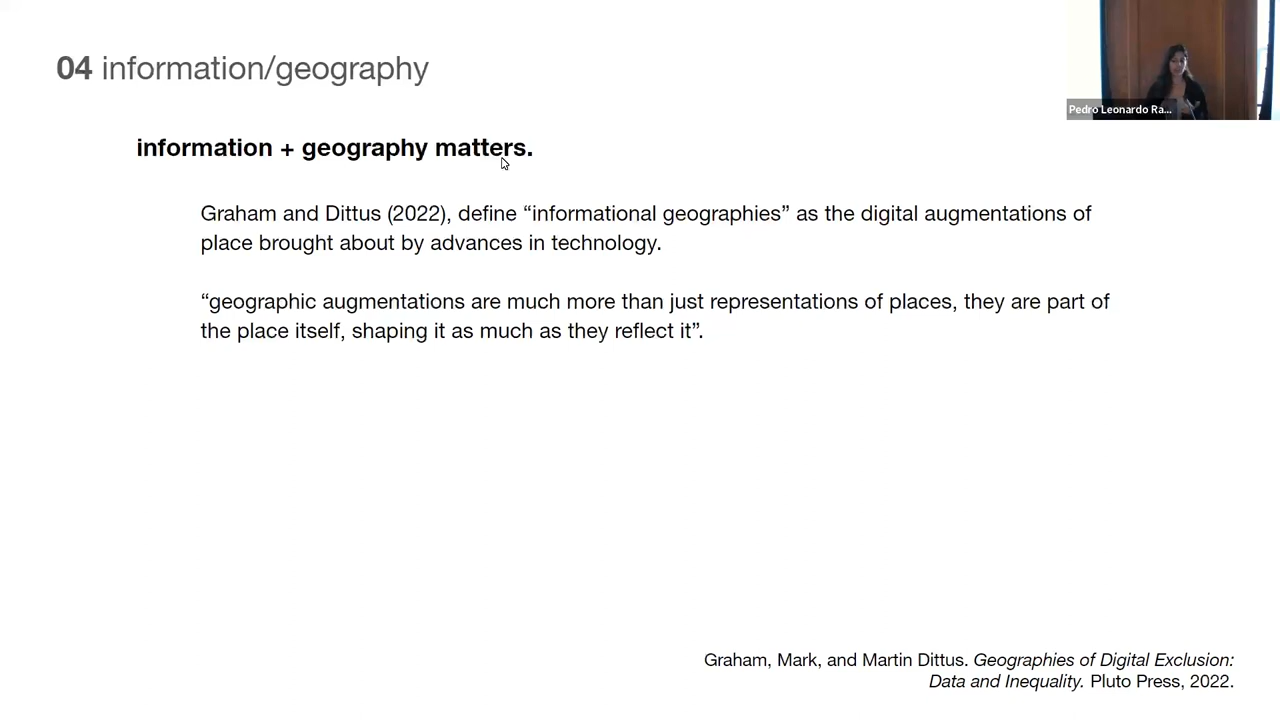 04 information/geography
Pedro Leonardo Ra...
information + geography matters.
Graham and Dittus (2022), define “informational geographies” as the digital augmentations of
place brought about by advances in technology.
“geographic augmentations are much more than just representations of places, they are part of
the place itself, shaping it as much as they reflect it”.
Graham, Mark, and Martin Dittus. Geographies of Digital Exclusion:
Data and Inequality. Pluto Press, 2022.